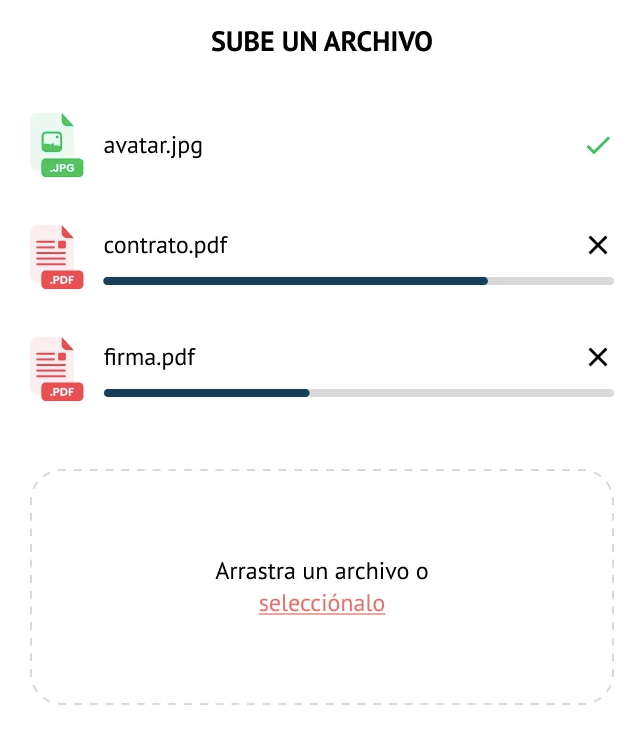 SUBE UN ARCHIVO
.JPG
avatar.jpg
contrato.pdf
.PDF
firma.pdf
.PDF
Arrastra un archivo o
selecciónalo